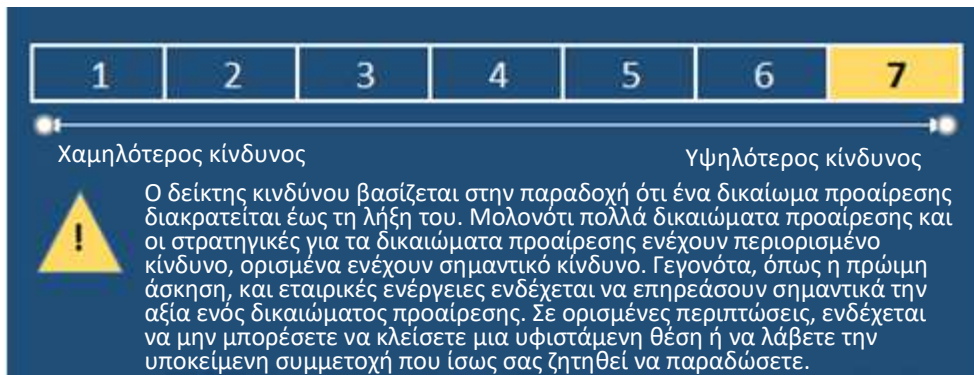 1 2 3 4 5 6 7
Χαμηλότερος κίνδυνος Υψηλότερος κίνδυνος
!
Ο δείκτης κινδύνου βασίζεται στην παραδοχή ότι ένα δικαίωμα προαίρεσης
διακρατείται έως τη λήξη του. Μολονότι πολλά δικαιώματα προαίρεσης και
οι στρατηγικές για τα δικαιώματα προαίρεσης ενέχουν περιορισμένο
κίνδυνο, ορισμένα ενέχουν σημαντικό κίνδυνο. Γεγονότα, όπως η πρώιμη
άσκηση, και εταιρικές ενέργειες ενδέχεται να επηρεάσουν σημαντικά την
αξία ενός δικαιώματος προαίρεσης. Σε ορισμένες περιπτώσεις, ενδέχεται
να μην μπορέσετε να κλείσετε μια υφιστάμενη θέση ή να λάβετε την
υποκείμενη συμμετοχή που ίσως σας ζητηθεί να παραδώσετε.